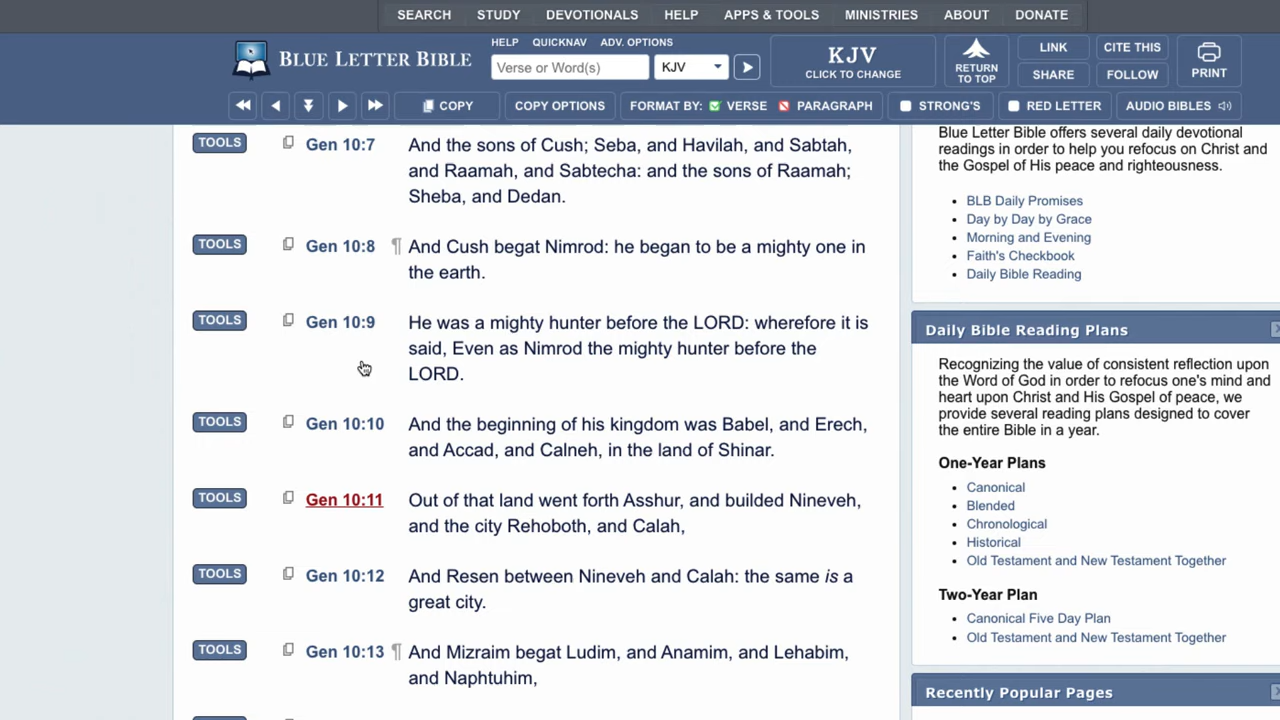 SEARCH STUDY DEVOTIONALS HELP APPS & TOOLS MINISTRIES ABOUT DONATE
BLUE LETTER BIBLE
HELP QUICKNAV ADV. OPTIONS
Verse or Word(s) KJV
KJV
CLICK TO CHANGE
RETURN
TO TOP
LINK CITE THIS
SHARE FOLLOW
PRINT
COPY COPY OPTIONS FORMAT BY: VERSE PARAGRAPH STRONG'S RED LETTER AUDIO BIBLES
TOOLS Gen 10:7 And the sons of Cush; Seba, and Havilah, and Sabtah,
and Raamah, and Sabtecha: and the sons of Raamah;
Sheba, and Dedan.
TOOLS Gen 10:8 ¶ And Cush begat Nimrod: he began to be a mighty one in
the earth.
TOOLS Gen 10:9 He was a mighty hunter before the LORD: wherefore it is
said, Even as Nimrod the mighty hunter before the
LORD.
TOOLS Gen 10:10 And the beginning of his kingdom was Babel, and Erech,
and Accad, and Calneh, in the land of Shinar.
TOOLS Gen 10:11 Out of that land went forth Asshur, and builded Nineveh,
and the city Rehoboth, and Calah,
TOOLS Gen 10:12 And Resen between Nineveh and Calah: the same is a
great city.
TOOLS Gen 10:13 ¶ And Mizraim begat Ludim, and Anamim, and Lehabim,
and Naphtuhim,
Blue Letter Bible offers several daily devotional
readings in order to help you refocus on Christ and
the Gospel of His peace and righteousness.
BLB Daily Promises
Day by Day by Grace
Morning and Evening
Faith's Checkbook
Daily Bible Reading
Daily Bible Reading Plans
Recognizing the value of consistent reflection upon
the Word of God in order to refocus one's mind and
heart upon Christ and His Gospel of peace, we
provide several reading plans designed to cover
the entire Bible in a year.
One-Year Plans
Canonical
Blended
Chronological
Historical
Old Testament and New Testament Together
Two-Year Plan
Canonical Five Day Plan
Old Testament and New Testament Together
Recently Popular Pages